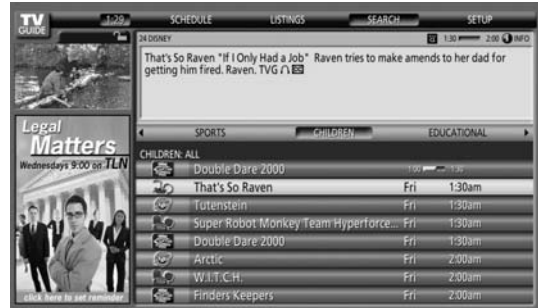 TV GUIDE
1:29
SCHEDULE LISTINGS SEARCH SETUP
24 DISNEY 1:30 2:00 INFO
That's So Raven "If I Only Had a Job" Raven tries to make amends to her dad for
getting him fired. Raven. TVG
SPORTS CHILDREN EDUCATIONAL
CHILDREN: ALL
Double Dare 2000 1:00 1:30
That's So Raven Fri 1:30am
Tutenstein Fri 1:30am
Super Robot Monkey Team Hyperforce... Fri 1:30am
Double Dare 2000 Fri 1:30am
Arctic Fri 2:00am
W.I.T.C.H. Fri 2:00am
Finders Keepers Fri 2:00am
Legal
Matters
Wednesdays 9:00 on TLN
click here to set reminder